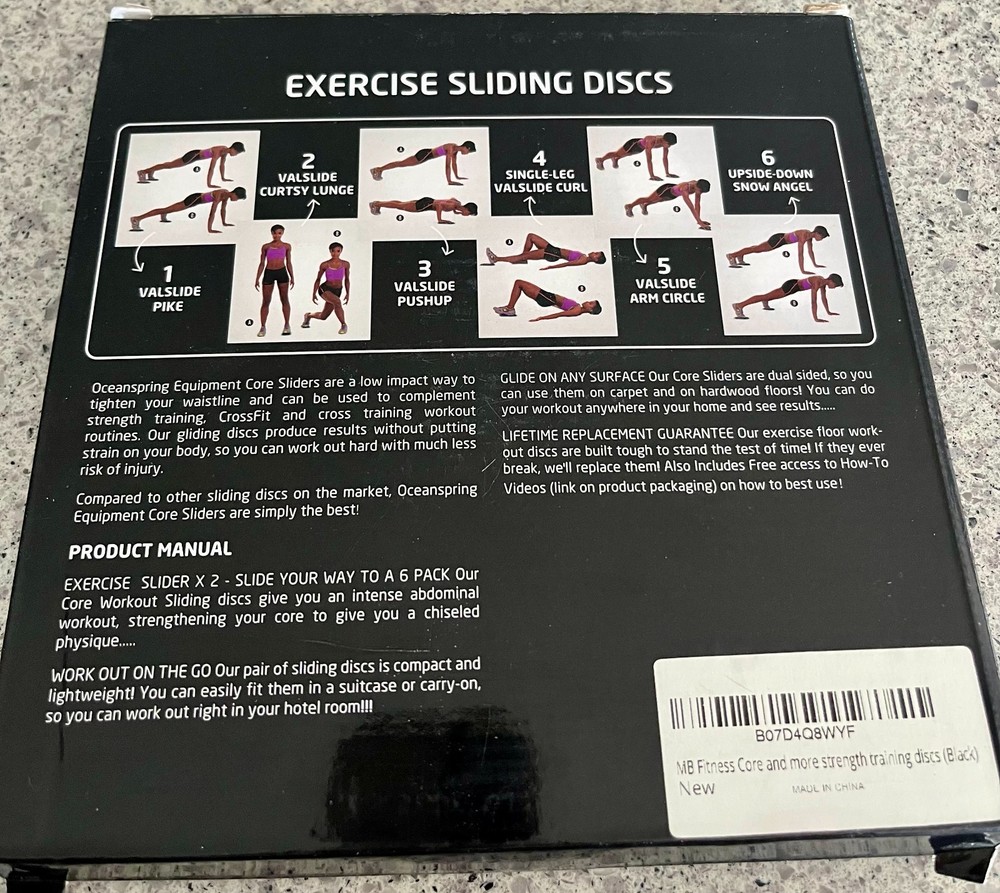 EXERCISE SLIDING DISCS
1
VALSLIDE
PIKE
2
VALSLIDE
CURTSY LUNGE
3
VALSLIDE
PUSHUP
4
SINGLE-LEG
VALSLIDE CURL
5
VALSLIDE
ARM CIRCLE
6
UPSIDE-DOWN
SNOW ANGEL
Oceanspring Equipment Core Sliders are a low impact way to
tighten your waistline and can be used to complement
strength training, CrossFit and cross training workout
routines. Our gliding discs produce results without putting
strain on your body, so you can work out hard with much less
risk of injury.
Compared to other sliding discs on the market, Oceanspring
Equipment Core Sliders are simply the best!
PRODUCT MANUAL
EXERCISE SLIDER X 2 - SLIDE YOUR WAY TO A 6 PACK Our
Core Workout Sliding discs give you an intense abdominal
workout, strengthening your core to give you a chiseled
physique.....
WORK OUT ON THE GO Our pair of sliding discs is compact and
lightweight! You can easily fit them in a suitcase or carry-on,
so you can work out right in your hotel room!!!
GLIDE ON ANY SURFACE Our Core Sliders are dual sided, so you
can use them on carpet and on hardwood floors! You can do
your workout anywhere in your home and see results.....
LIFETIME REPLACEMENT GUARANTEE Our exercise floor work-
out discs are built tough to stand the test of time! If they ever
break, we'll replace them! Also Includes Free access to How-To
Videos (link on product packaging) on how to best use!
B07D4Q8WYF
MB Fitness Core and more strength training discs (Black)
New
MADE IN CHINA